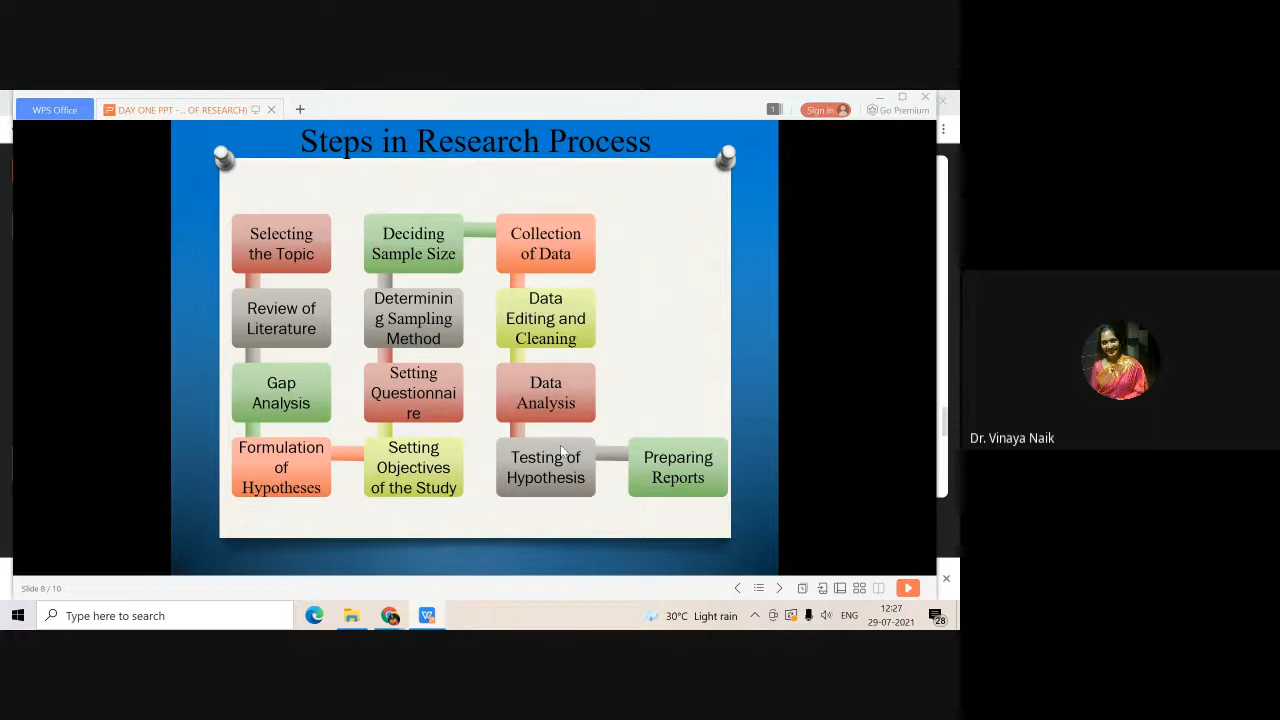 WPS Office
DAY ONE PPT -... OF RESEARCH)
1
Sign in
Go Premium
Steps in Research Process
Selecting
the Topic
Review of
Literature
Gap
Analysis
Formulation
of
Hypotheses
Deciding
Sample Size
Determinin
g Sampling
Method
Setting
Questionnai
re
Setting
Objectives
of the Study
Collection
of Data
Data
Editing and
Cleaning
Data
Analysis
Testing of
Hypothesis
Preparing
Reports
Dr. Vinaya Naik
Slide 8 / 10
Type here to search
30°C Light rain
ENG
12:27
29-07-2021
28